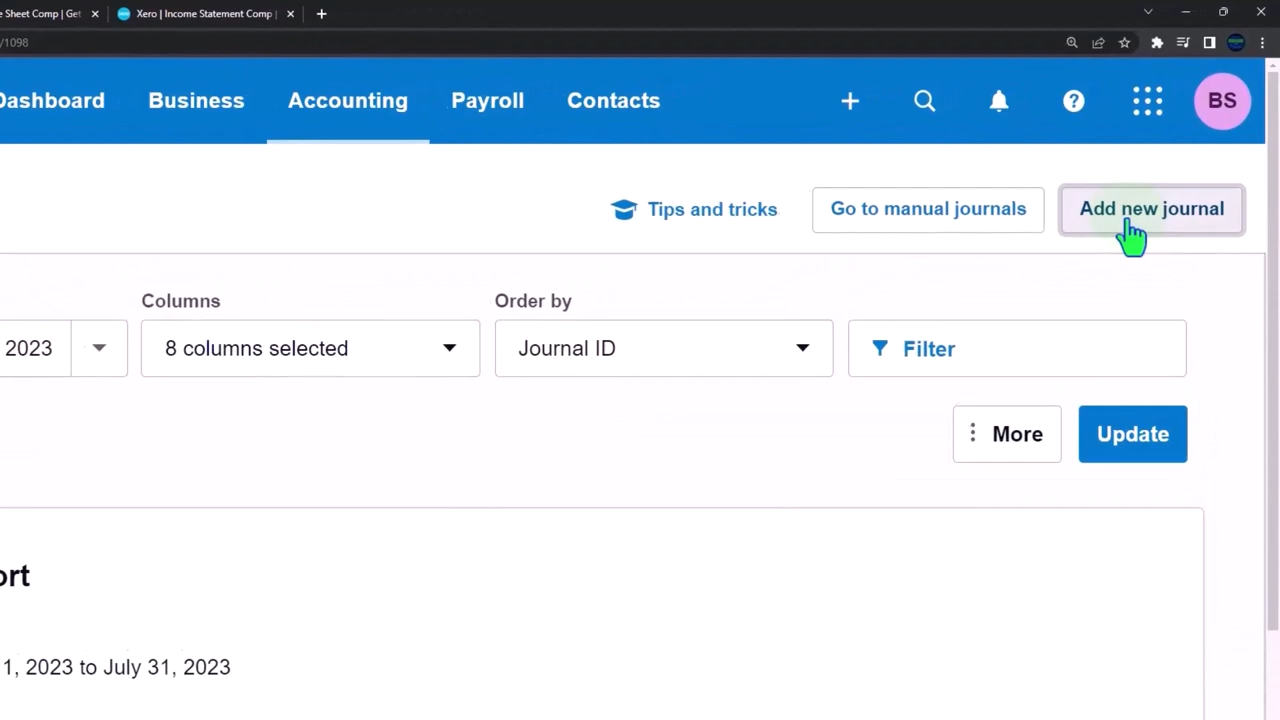 e Sheet Comp | Get
Xero | Income Statement Comp |
/1098
Dashboard
Business
Accounting
Payroll
Contacts
BS
Tips and tricks
Go to manual journals
Add new journal
Columns
Order by
2023
8 columns selected
Journal ID
Filter
More
Update
ort
1, 2023 to July 31, 2023